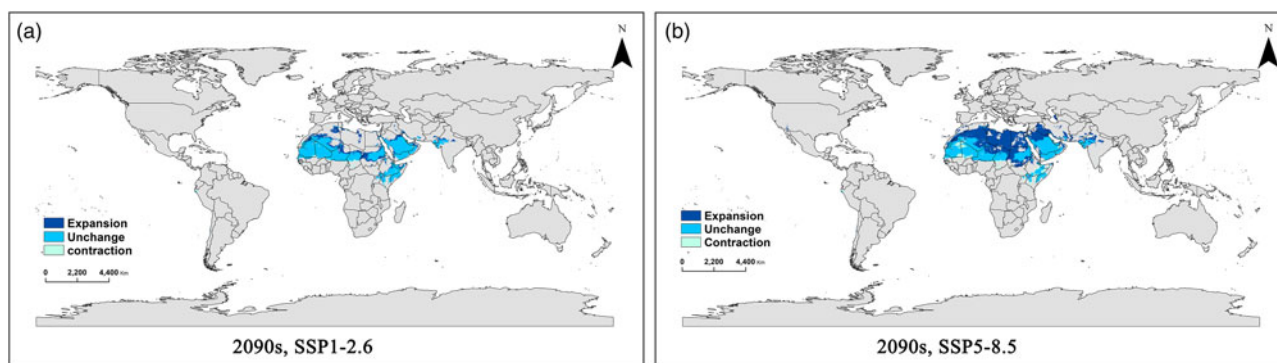 (a)
N
Expansion
Unchange
contraction
0 2,200 4,400 Km
2090s, SSP1-2.6
(b)
N
Expansion
Unchange
Contraction
0 2,200 4,400 Km
2090s, SSP5-8.5